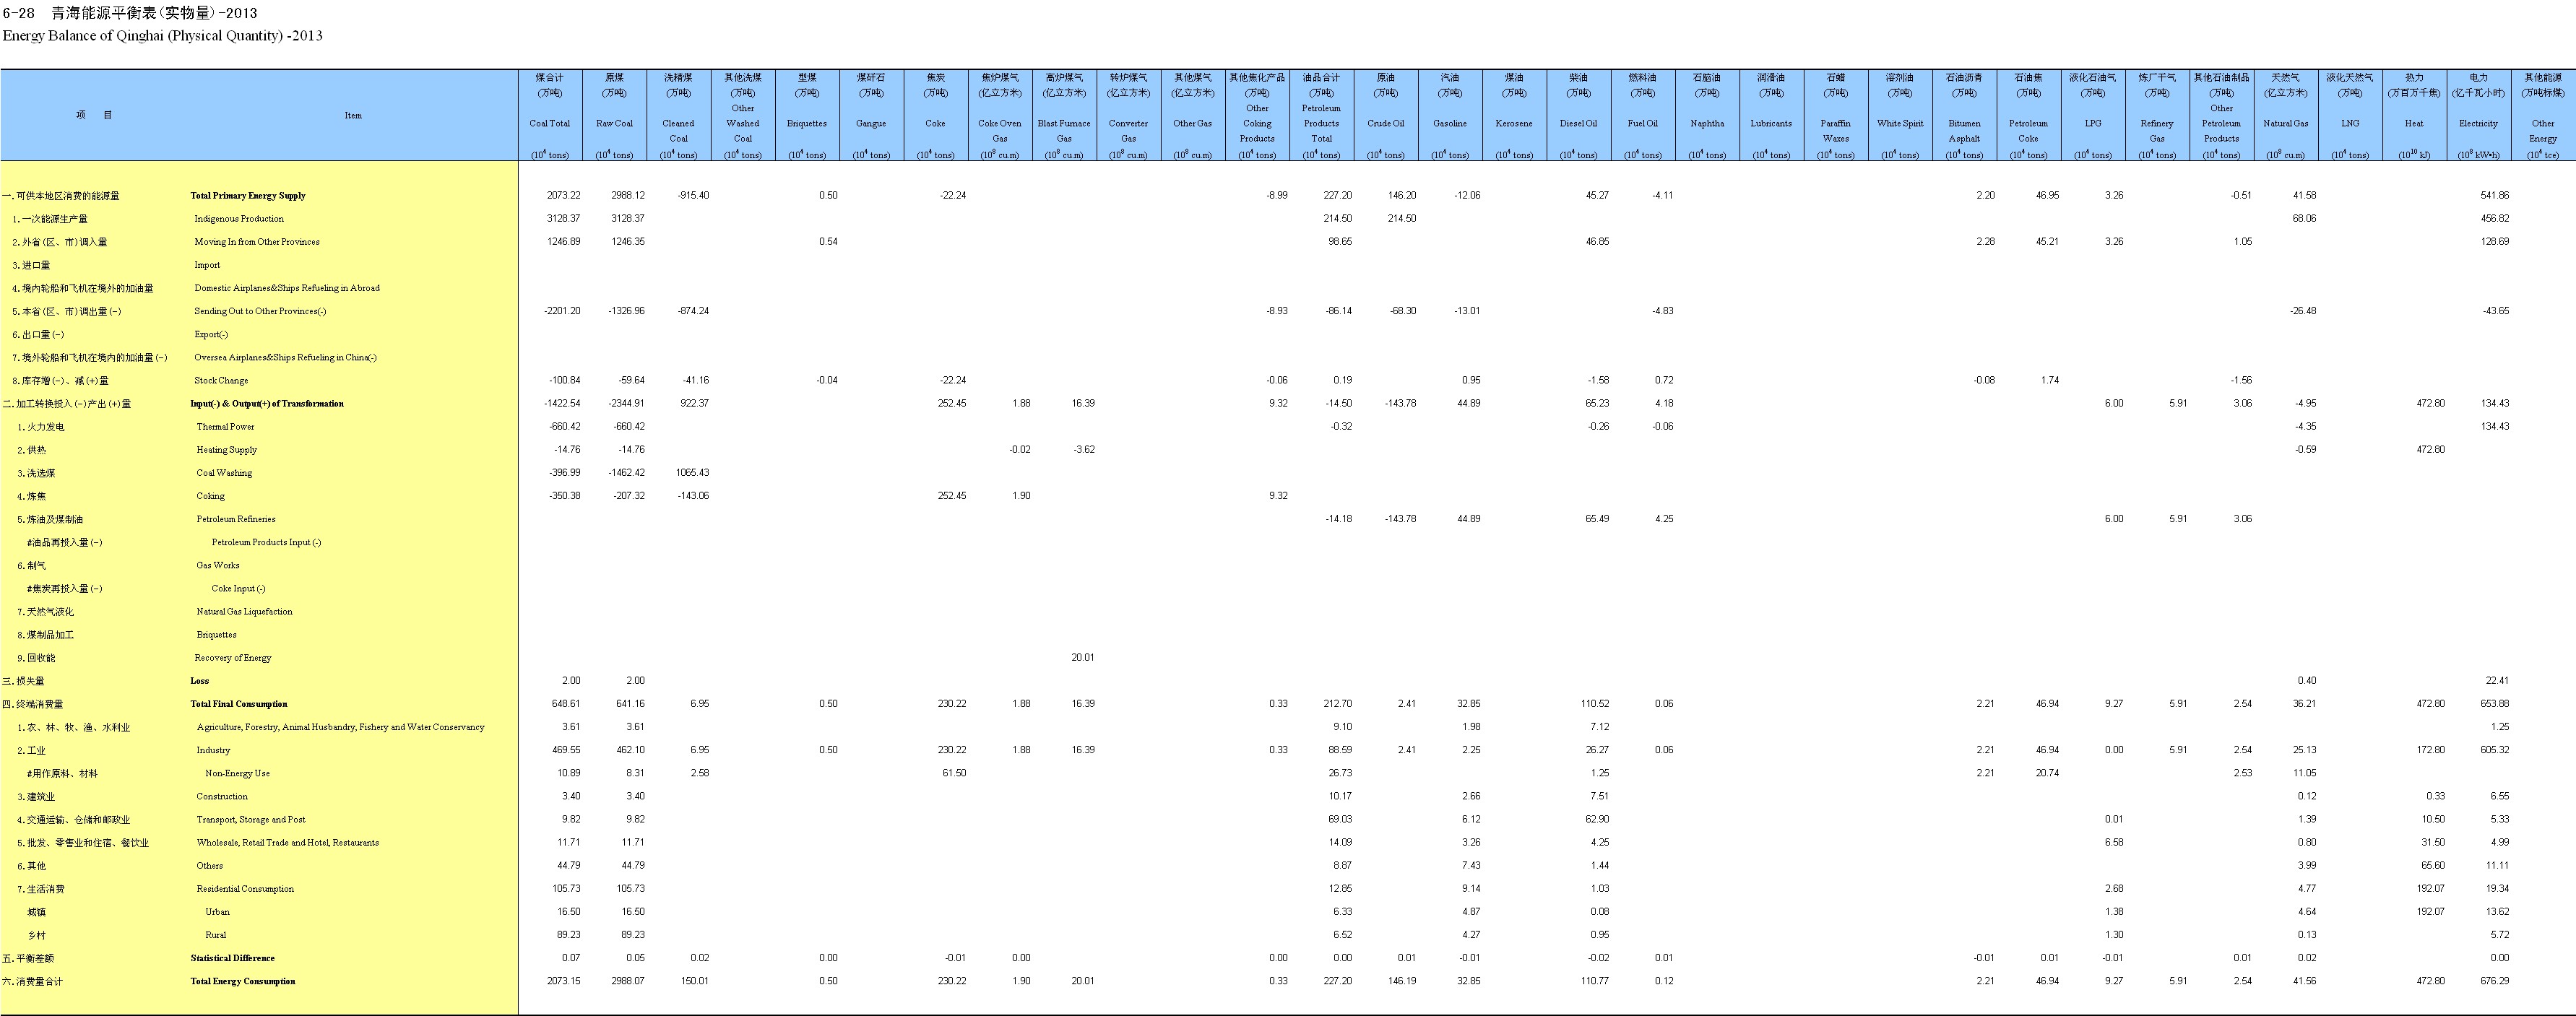 6-28 青海能源平衡表(实物量)-2013
Energy Balance of Qinghai (Physical Quantity) -2013
项 目 Item 煤合计 (万吨) Coal Total (10⁴ tons) 原煤 (万吨) Raw Coal (10⁴ tons) 洗精煤 (万吨) Cleaned Coal (10⁴ tons) 其他洗煤 (万吨) Other Washed Coal (10⁴ tons) 型煤 (万吨) Briquettes (10⁴ tons) 煤矸石 (万吨) Gangue (10⁴ tons) 焦炭 (万吨) Coke (10⁴ tons) 焦炉煤气 (亿立方米) Coke Oven Gas (10⁸ cu.m) 高炉煤气 (亿立方米) Blast Furnace Gas (10⁸ cu.m) 转炉煤气 (亿立方米) Converter Gas (10⁸ cu.m) 其他煤气 (亿立方米) Other Gas (10⁸ cu.m) 其他焦化产品 (万吨) Other Coking Products (10⁴ tons) 油品合计 (万吨) Petroleum Products Total (10⁴ tons) 原油 (万吨) Crude Oil (10⁴ tons) 汽油 (万吨) Gasoline (10⁴ tons) 煤油 (万吨) Kerosene (10⁴ tons) 柴油 (万吨) Diesel Oil (10⁴ tons) 燃料油 (万吨) Fuel Oil (10⁴ tons) 石脑油 (万吨) Naphtha (10⁴ tons) 润滑油 (万吨) Lubricants (10⁴ tons) 石蜡 (万吨) Paraffin Waxes (10⁴ tons) 溶剂油 (万吨) White Spirit (10⁴ tons) 石油沥青 (万吨) Bitumen Asphalt (10⁴ tons) 石油焦 (万吨) Petroleum Coke (10⁴ tons) 液化石油气 (万吨) LPG (10⁴ tons) 炼厂干气 (万吨) Refinery Gas (10⁴ tons) 其他石油制品 (万吨) Other Petroleum Products (10⁴ tons) 天然气 (亿立方米) Natural Gas (10⁸ cu.m) 液化天然气 (万吨) LNG (10⁴ tons) 热力 (万百万千焦) Heat (10¹⁰ kJ) 电力 (亿千瓦小时) Electricity (10⁸ kW•h) 其他能源 (万吨标煤) Other Energy (10⁴ tce)
一.可供本地区消费的能源量 Total Primary Energy Supply 2073.22 2988.12 -915.40 0.50 -22.24 -8.99 227.20 146.20 -12.06 45.27 -4.11 2.20 46.95 3.26 -0.51 41.58 541.86
1.一次能源生产量 Indigenous Production 3128.37 3128.37 214.50 214.50 68.06 456.82
2.外省(区、市)调入量 Moving In from Other Provinces 1246.89 1246.35 0.54 98.65 46.85 2.28 45.21 3.26 1.05 128.69
3.进口量 Import
4.境内轮船和飞机在境外的加油量 Domestic Airplanes&Ships Refueling in Abroad
5.本省(区、市)调出量(-) Sending Out to Other Provinces(-) -2201.20 -1326.96 -874.24 -8.93 -86.14 -68.30 -13.01 -4.83 -26.48 -43.65
6.出口量(-) Export(-)
7.境外轮船和飞机在境内的加油量(-) Oversea Airplanes&Ships Refueling in China(-)
8.库存增(-)、减(+)量 Stock Change -100.84 -59.64 -41.16 -0.04 -22.24 -0.06 0.19 0.95 -1.58 0.72 -0.08 1.74 -1.56
二.加工转换投入(-)产出(+)量 Input(-) & Output(+) of Transformation -1422.54 -2344.91 922.37 252.45 1.88 16.39 9.32 -14.50 -143.78 44.89 65.23 4.18 6.00 5.91 3.06 -4.95 472.80 134.43
1.火力发电 Thermal Power -660.42 -660.42 -0.32 -0.26 -0.06 -4.35 134.43
2.供热 Heating Supply -14.76 -14.76 -0.02 -3.62 -0.59 472.80
3.洗选煤 Coal Washing -396.99 -1462.42 1065.43
4.炼焦 Coking -350.38 -207.32 -143.06 252.45 1.90 9.32
5.炼油及煤制油 Petroleum Refineries -14.18 -143.78 44.89 65.49 4.25 6.00 5.91 3.06
#油品再投入量(-) Petroleum Products Input (-)
6.制气 Gas Works
#焦炭再投入量(-) Coke Input (-)
7.天然气液化 Natural Gas Liquefaction
8.煤制品加工 Briquettes
9.回收能 Recovery of Energy 20.01
三.损失量 Loss 2.00 2.00 0.40 22.41
四.终端消费量 Total Final Consumption 648.61 641.16 6.95 0.50 230.22 1.88 16.39 0.33 212.70 2.41 32.85 110.52 0.06 2.21 46.94 9.27 5.91 2.54 36.21 472.80 653.88
1.农、林、牧、渔、水利业 Agriculture, Forestry, Animal Husbandry, Fishery and Water Conservancy 3.61 3.61 9.10 1.98 7.12 1.25
2.工业 Industry 469.55 462.10 6.95 0.50 230.22 1.88 16.39 0.33 88.59 2.41 2.25 26.27 0.06 2.21 46.94 0.00 5.91 2.54 25.13 172.80 605.32
#用作原料、材料 Non-Energy Use 10.89 8.31 2.58 61.50 26.73 1.25 2.21 20.74 2.53 11.05
3.建筑业 Construction 3.40 3.40 10.17 2.66 7.51 0.12 0.33 6.55
4.交通运输、仓储和邮政业 Transport, Storage and Post 9.82 9.82 69.03 6.12 62.90 0.01 1.39 10.50 5.33
5.批发、零售业和住宿、餐饮业 Wholesale, Retail Trade and Hotel, Restaurants 11.71 11.71 14.09 3.26 4.25 6.58 0.80 31.50 4.99
6.其他 Others 44.79 44.79 8.87 7.43 1.44 3.99 65.60 11.11
7.生活消费 Residential Consumption 105.73 105.73 12.85 9.14 1.03 2.68 4.77 192.07 19.34
城镇 Urban 16.50 16.50 6.33 4.87 0.08 1.38 4.64 192.07 13.62
乡村 Rural 89.23 89.23 6.52 4.27 0.95 1.30 0.13 5.72
五.平衡差额 Statistical Difference 0.07 0.05 0.02 0.00 -0.01 0.00 0.00 0.00 0.01 -0.01 -0.02 0.01 -0.01 0.01 -0.01 0.01 0.02 0.00
六.消费量合计 Total Energy Consumption 2073.15 2988.07 150.01 0.50 230.22 1.90 20.01 0.33 227.20 146.19 32.85 110.77 0.12 2.21 46.94 9.27 5.91 2.54 41.56 472.80 676.29